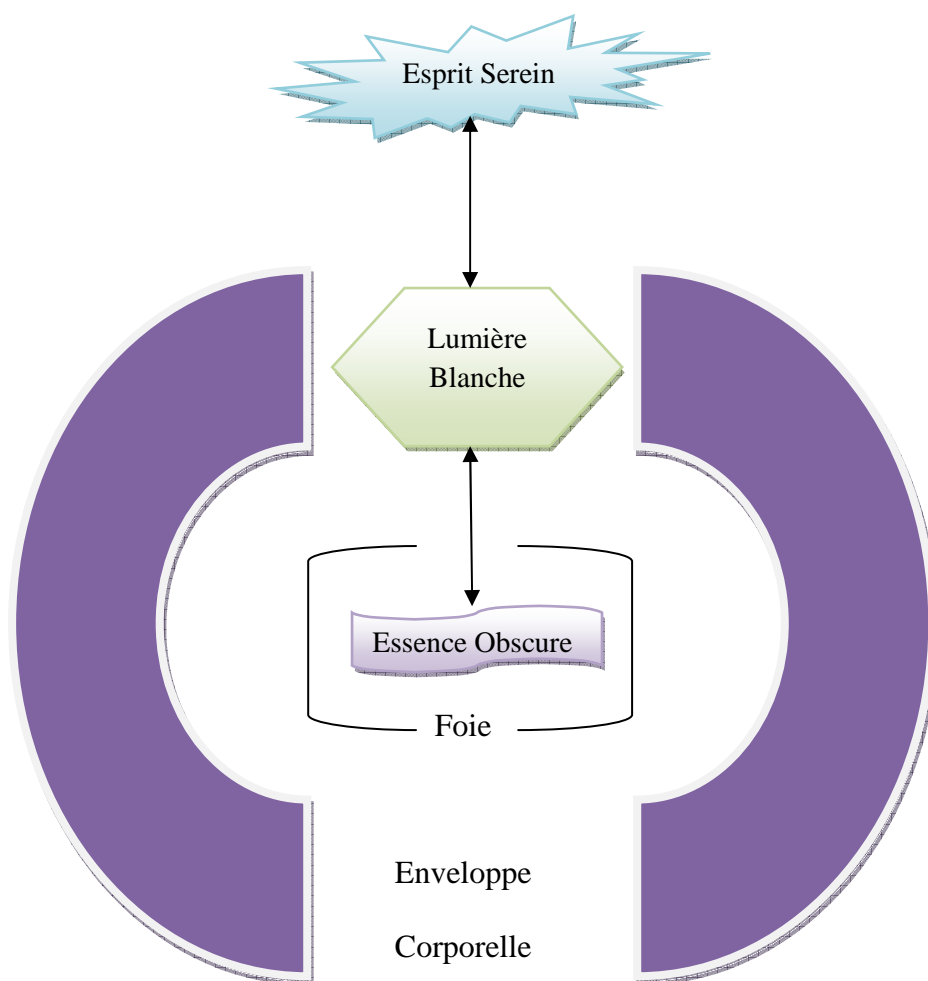 Esprit Serein
Lumière
Blanche
Essence Obscure
Foie
Enveloppe
Corporelle